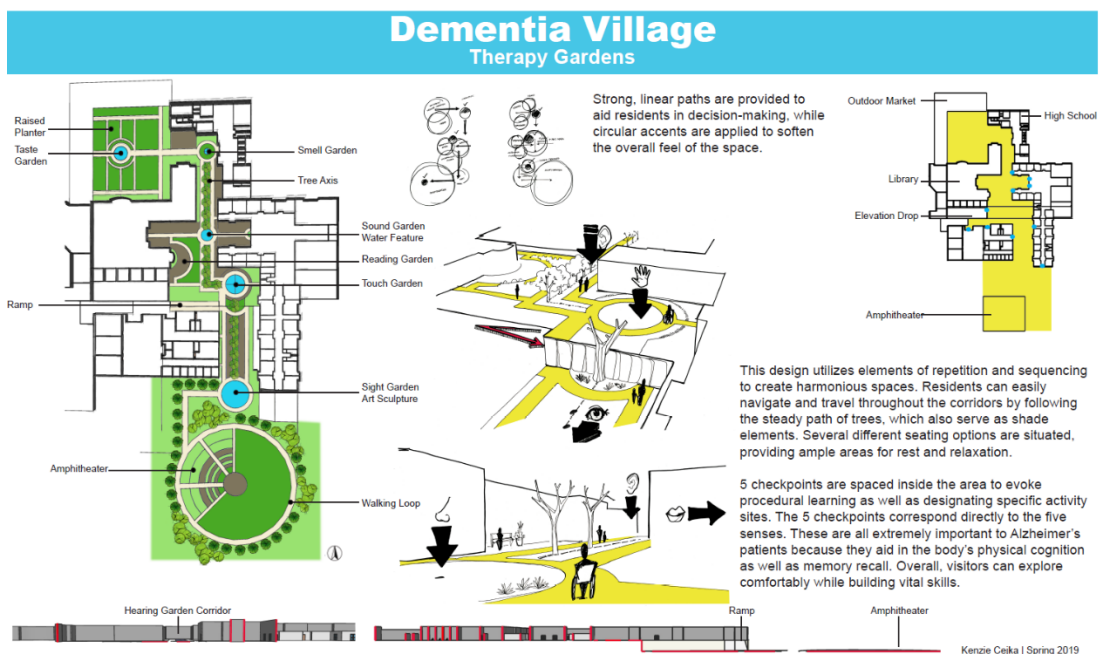 Dementia Village
Therapy Gardens
Raised
Planter
Taste
Garden
Smell Garden
Tree Axis
Sound Garden
Water Feature
Reading Garden
Touch Garden
Ramp
Sight Garden
Art Sculpture
Amphitheater
Walking Loop
Strong, linear paths are provided to
aid residents in decision-making, while
circular accents are applied to soften
the overall feel of the space.
Outdoor Market
High School
Library
Elevation Drop
Amphitheater
This design utilizes elements of repetition and sequencing
to create harmonious spaces. Residents can easily
navigate and travel throughout the corridors by following
the steady path of trees, which also serve as shade
elements. Several different seating options are situated,
providing ample areas for rest and relaxation.
5 checkpoints are spaced inside the area to evoke
procedural learning as well as designating specific activity
sites. The 5 checkpoints correspond directly to the five
senses. These are all extremely important to Alzheimer's
patients because they aid in the body's physical cognition
as well as memory recall. Overall, visitors can explore
comfortably while building vital skills.
Hearing Garden Corridor
Ramp
Amphitheater
Kenzie Ceika | Spring 2019